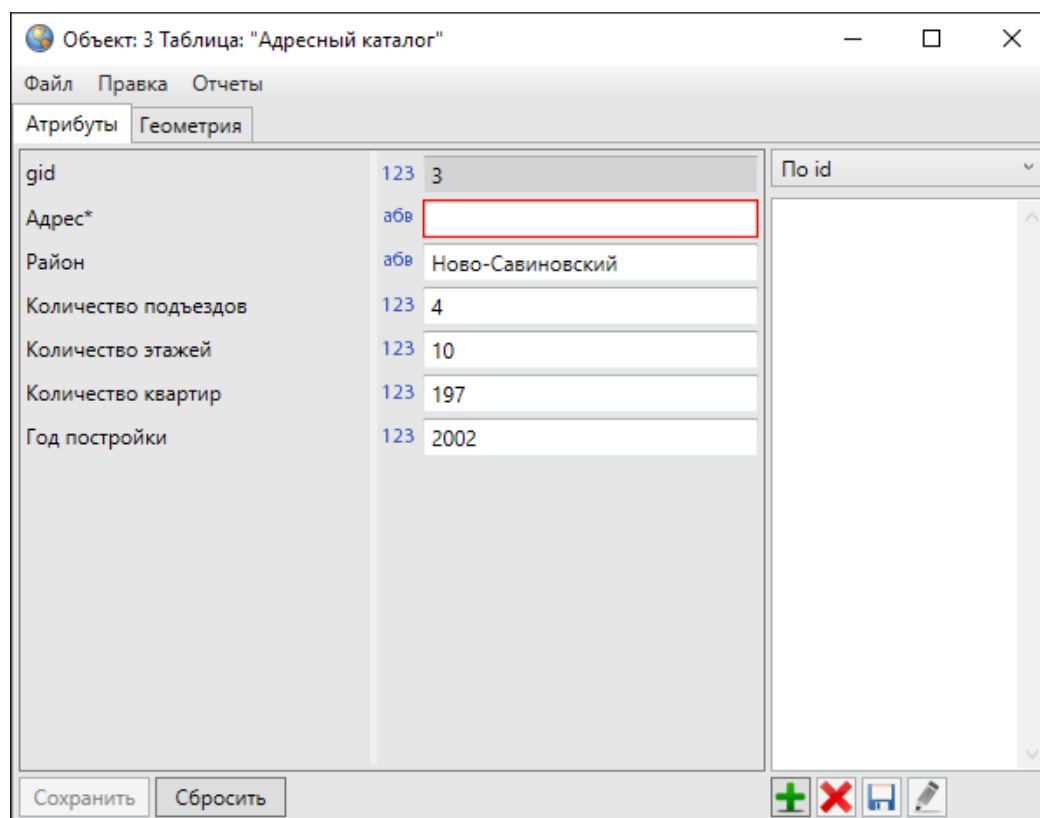 Объект: 3 Таблица: "Адресный каталог"
Файл Правка Отчеты
Атрибуты Геометрия
gid 123 3
По id
Адрес* абв
Район абв Ново-Савиновский
Количество подъездов 123 4
Количество этажей 123 10
Количество квартир 123 197
Год постройки 123 2002
Сохранить Сбросить